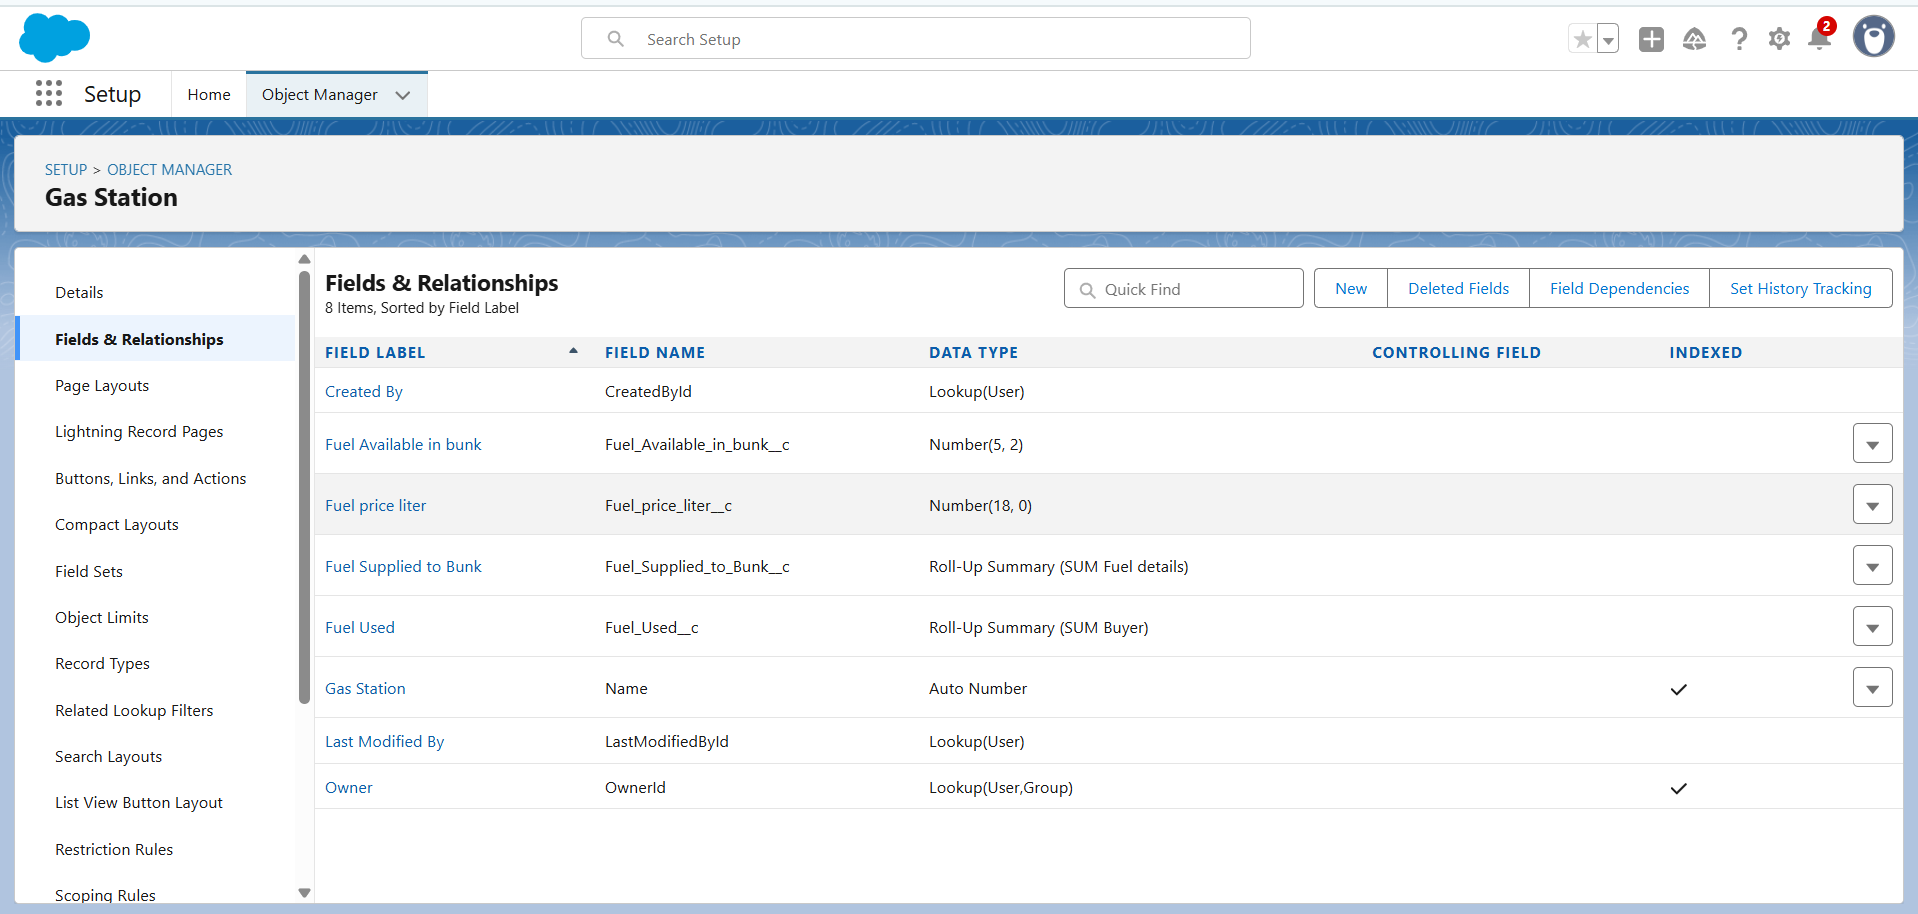 Search Setup
2
Setup
Home
Object Manager
SETUP > OBJECT MANAGER
Gas Station
Details
Fields & Relationships
Page Layouts
Lightning Record Pages
Buttons, Links, and Actions
Compact Layouts
Field Sets
Object Limits
Record Types
Related Lookup Filters
Search Layouts
List View Button Layout
Restriction Rules
Scoping Rules
Fields & Relationships
8 Items, Sorted by Field Label
Quick Find
New
Deleted Fields
Field Dependencies
Set History Tracking
FIELD LABEL FIELD NAME DATA TYPE CONTROLLING FIELD INDEXED
Created By CreatedById Lookup(User)
Fuel Available in bunk Fuel_Available_in_bunk__c Number(5, 2)
Fuel price liter Fuel_price_liter__c Number(18, 0)
Fuel Supplied to Bunk Fuel_Supplied_to_Bunk__c Roll-Up Summary (SUM Fuel details)
Fuel Used Fuel_Used__c Roll-Up Summary (SUM Buyer)
Gas Station Name Auto Number
Last Modified By LastModifiedById Lookup(User)
Owner OwnerId Lookup(User,Group)